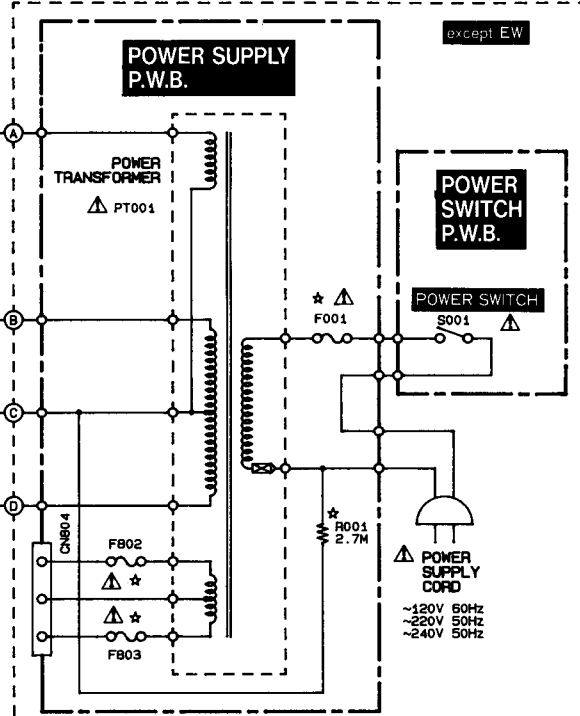 except EW
POWER SUPPLY
P.W.B.
A
POWER
TRANSFORMER
PT001
POWER
SWITCH
P.W.B.
POWER SWITCH
S001
F001
B
C
D
CN804
F802
F803
R001
2.7M
POWER
SUPPLY
CORD
~120V 60Hz
~220V 50Hz
~240V 50Hz